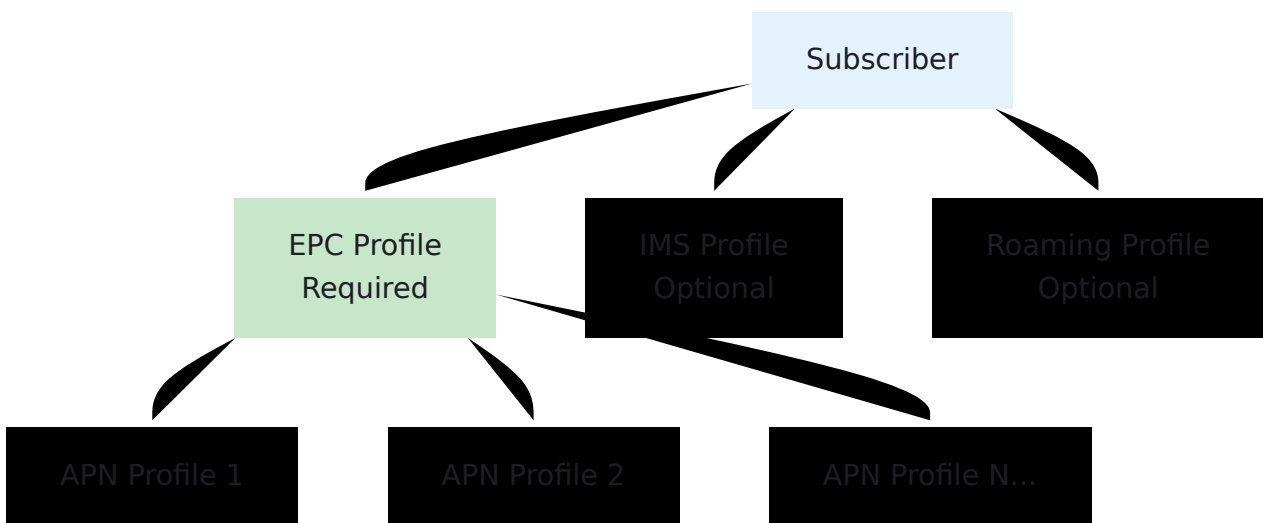 Subscriber
EPC Profile
Required
IMS Profile
Optional
Roaming Profile
Optional
APN Profile 1
APN Profile 2
APN Profile N...